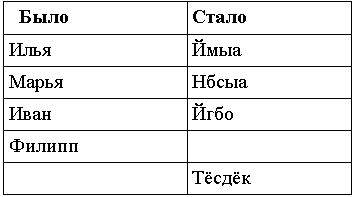 Было Стало
Илья Ймыа
Марья Нбсыа
Иван Йгбо
Филипп
Тёсдёк